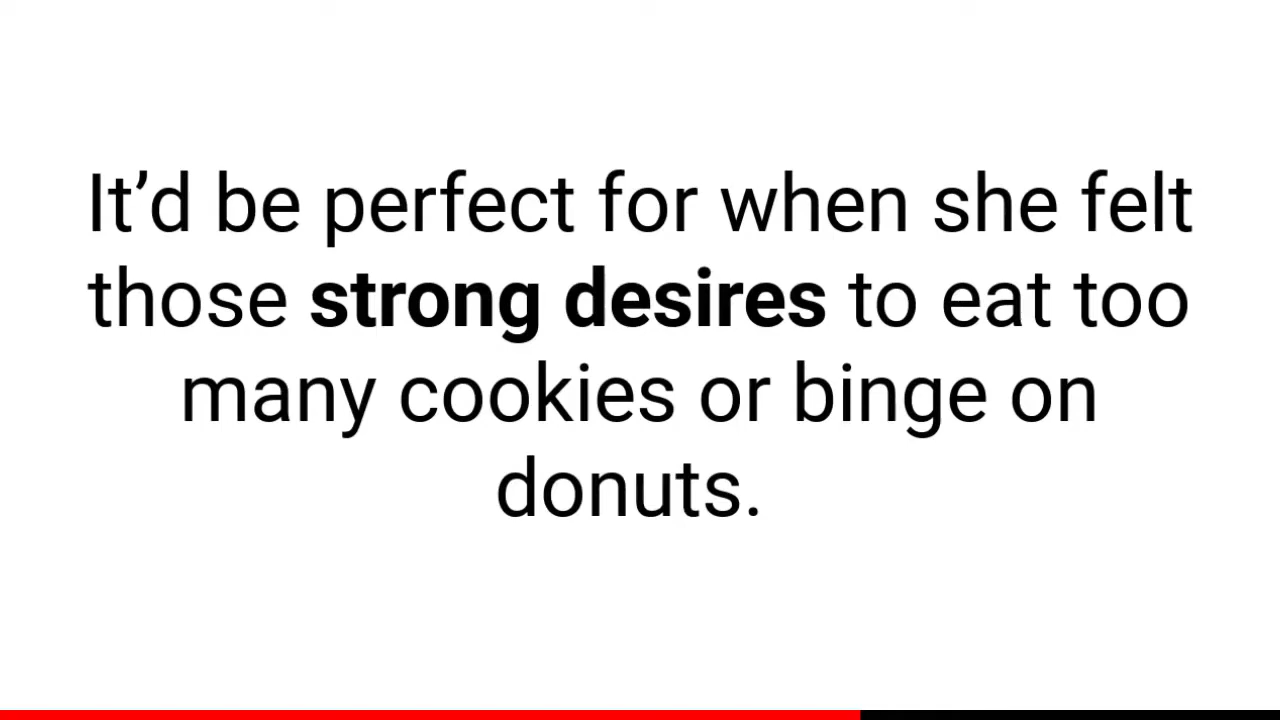 It’d be perfect for when she felt
those strong desires to eat too
many cookies or binge on
donuts.